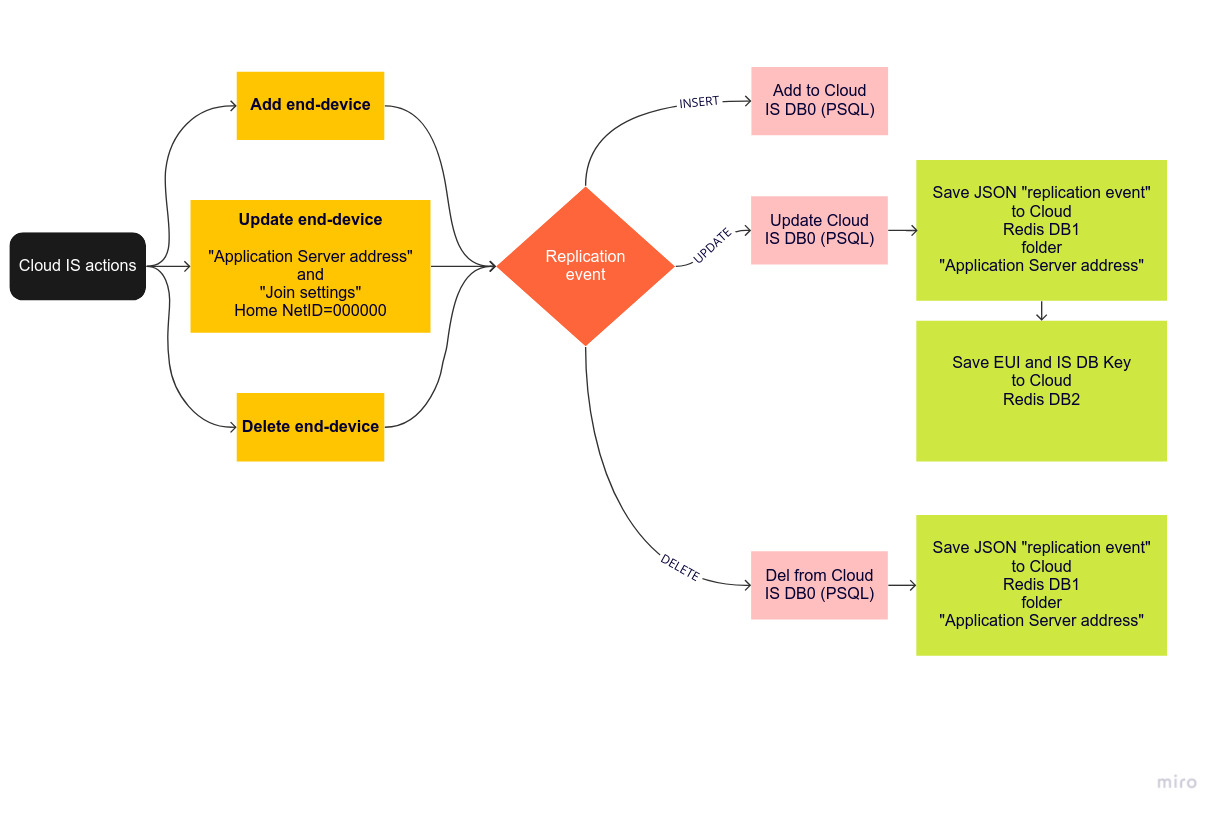 Cloud IS actions
Add end-device
Update end-device
"Application Server address"
and
"Join settings"
Home NetID=000000
Delete end-device
Replication
event
INSERT
Add to Cloud
IS DB0 (PSQL)
UPDATE
Update Cloud
IS DB0 (PSQL)
Save JSON "replication event"
to Cloud
Redis DB1
folder
"Application Server address"
Save EUI and IS DB Key
to Cloud
Redis DB2
DELETE
Del from Cloud
IS DB0 (PSQL)
Save JSON "replication event"
to Cloud
Redis DB1
folder
"Application Server address"
miro